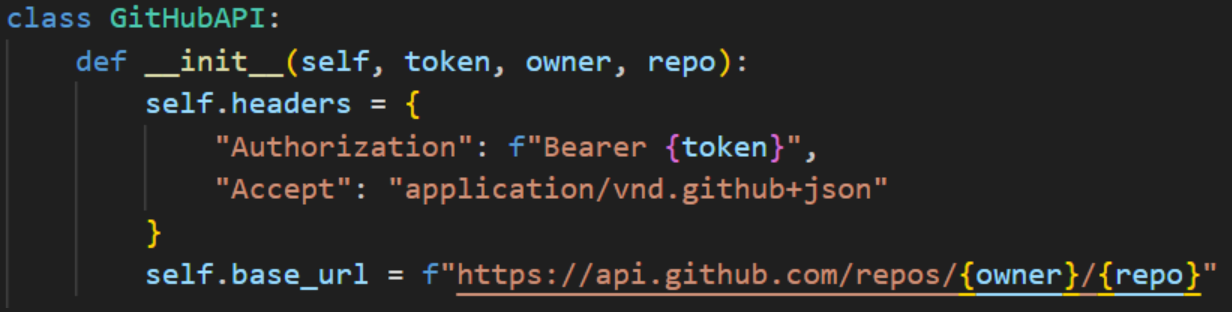 class GitHubAPI:
    def __init__(self, token, owner, repo):
        self.headers = {
            "Authorization": f"Bearer {token}",
            "Accept": "application/vnd.github+json"
        }
        self.base_url = f"https://api.github.com/repos/{owner}/{repo}"